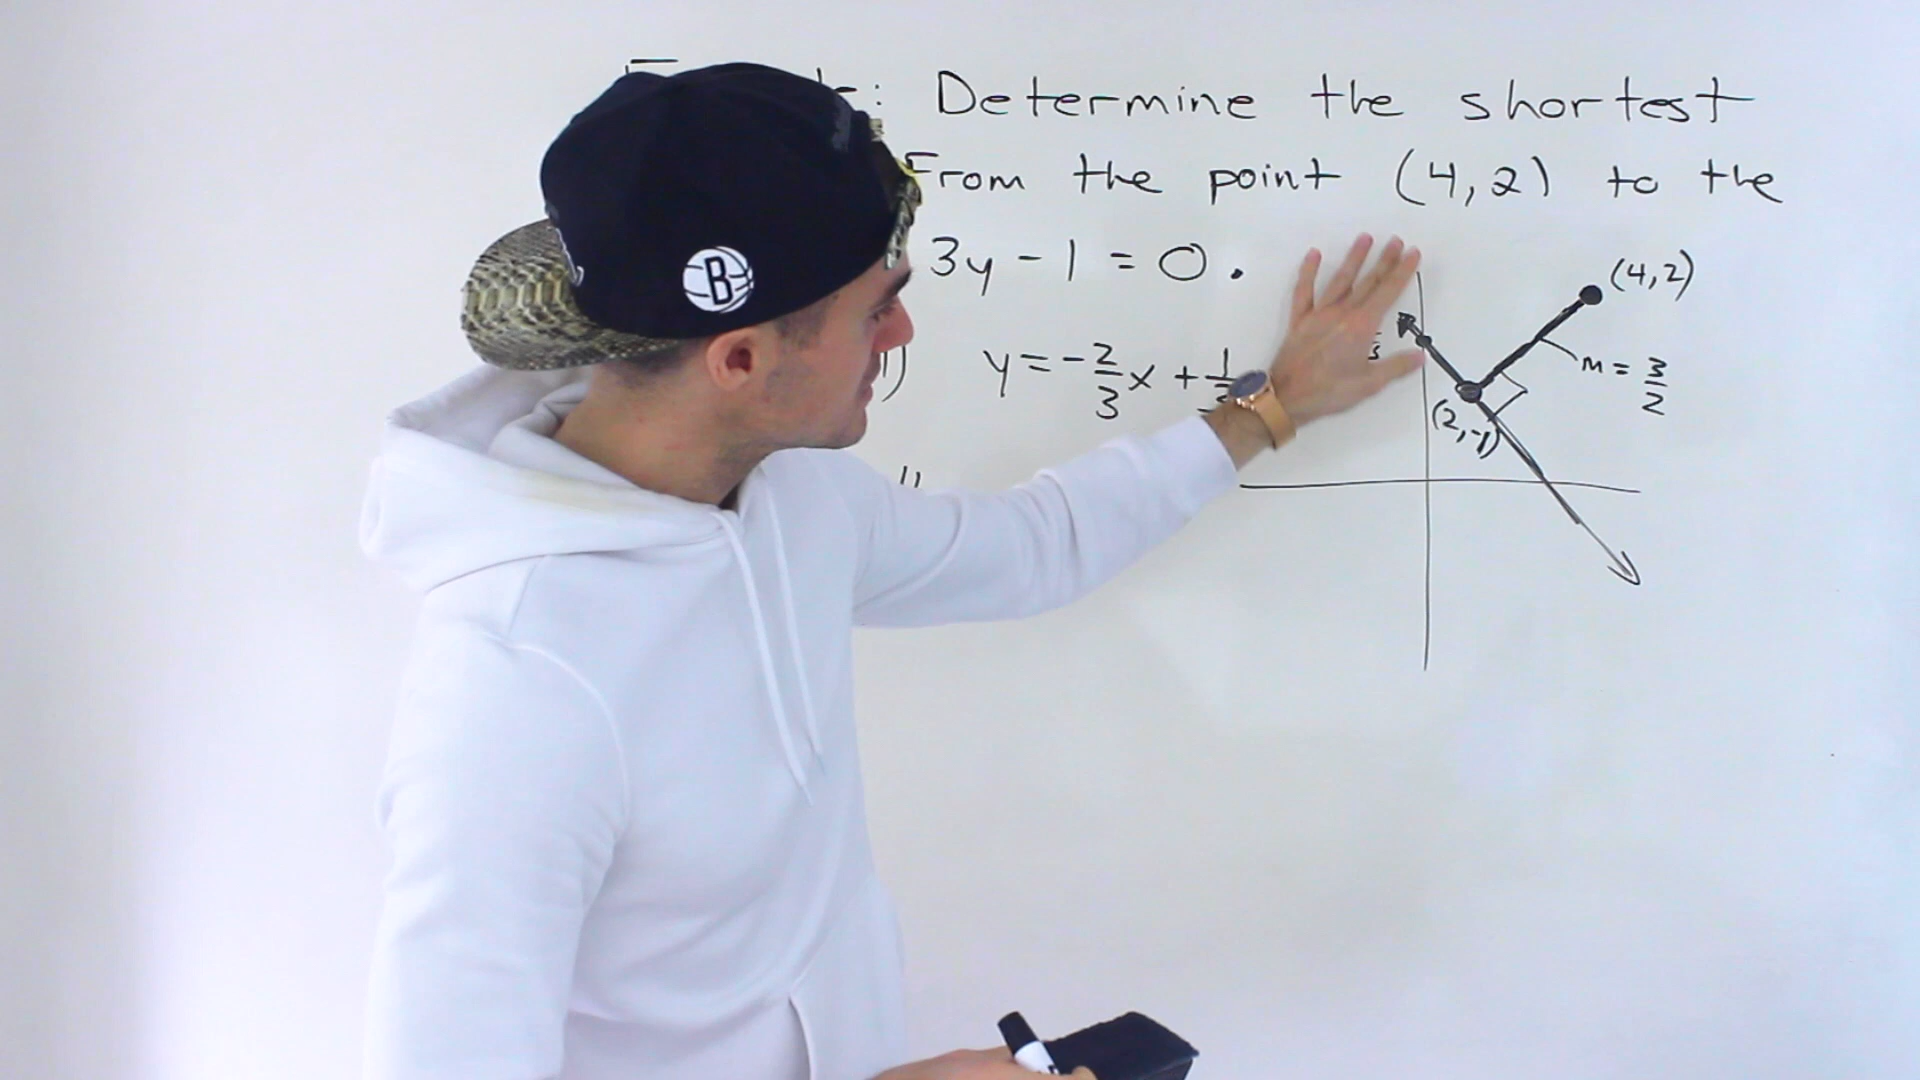 : Determine the shortest
From the point (4,2) to the
3y - 1 = 0.
(4,2)
y = -2/3 x + 1
m = 3/2
(2,-1)
B